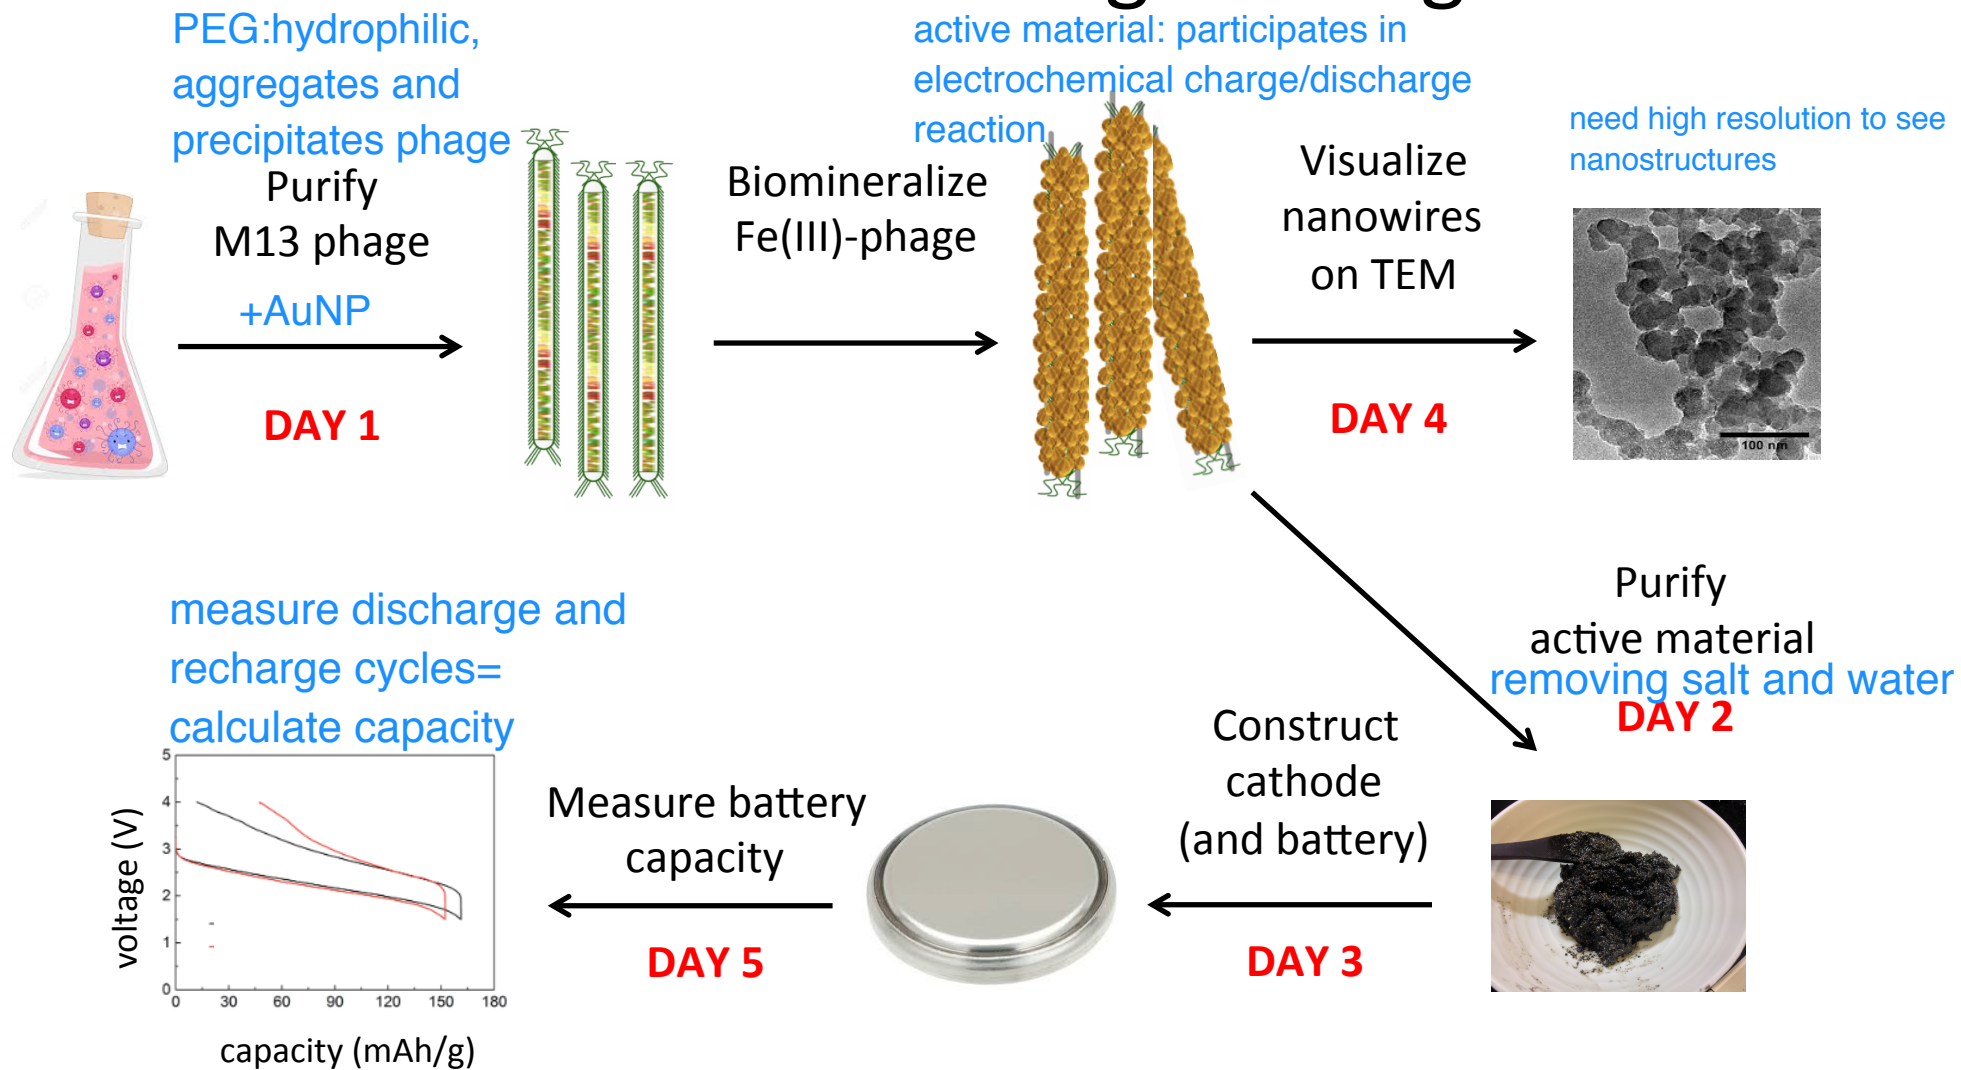 PEG:hydrophilic,
aggregates and
precipitates phage
Purify
M13 phage
+AuNP
DAY 1
Biomineralize
Fe(III)-phage
active material: participates in
electrochemical charge/discharge
reaction
Visualize
nanowires
on TEM
DAY 4
need high resolution to see
nanostructures
100 nm
Purify
active material
removing salt and water
DAY 2
Construct
cathode
(and battery)
DAY 3
Measure battery
capacity
DAY 5
measure discharge and
recharge cycles=
calculate capacity
voltage (V)
5
4
3
2
1
0
0 30 60 90 120 150 180
capacity (mAh/g)